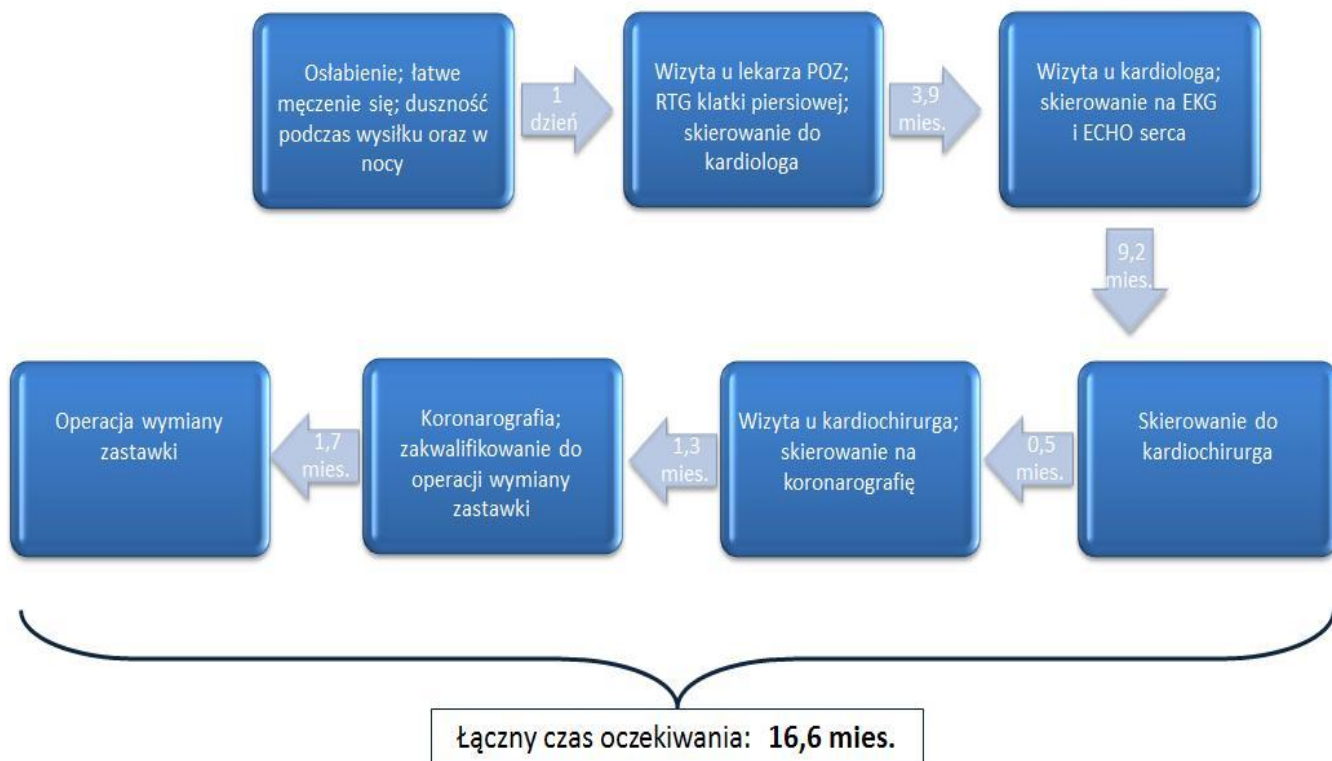 Osłabienie; łatwe
męczenie się; duszność
podczas wysiłku oraz w
nocy
1
dzień
Wizyta u lekarza POZ;
RTG klatki piersiowej;
skierowanie do
kardiologa
3,9
mies.
Wizyta u kardiologa;
skierowanie na EKG
i ECHO serca
9,2
mies.
Skierowanie do
kardiochirurga
0,5
mies.
Wizyta u kardiochirurga;
skierowanie na
koronarografię
1,3
mies.
Koronarografia;
zakwalifikowanie do
operacji wymiany
zastawki
1,7
mies.
Operacja wymiany
zastawki
Łączny czas oczekiwania: 16,6 mies.